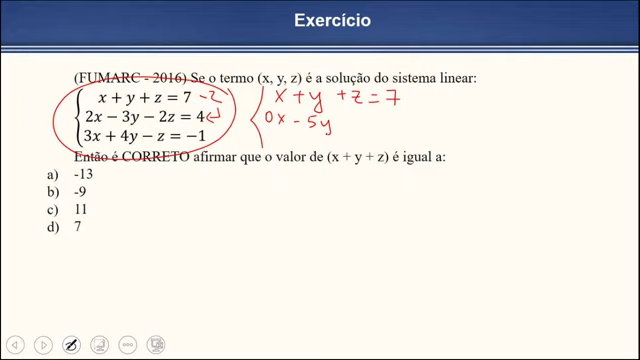 Exercício
(FUMARC - 2016) Se o termo (x, y, z) é a solução do sistema linear:
x + y + z = 7 -2
2x − 3y − 2z = 4
3x + 4y − z = −1
x + y + z = 7
0x - 5y
Então é CORRETO afirmar que o valor de (x + y + z) é igual a:
a) -13
b) -9
c) 11
d) 7